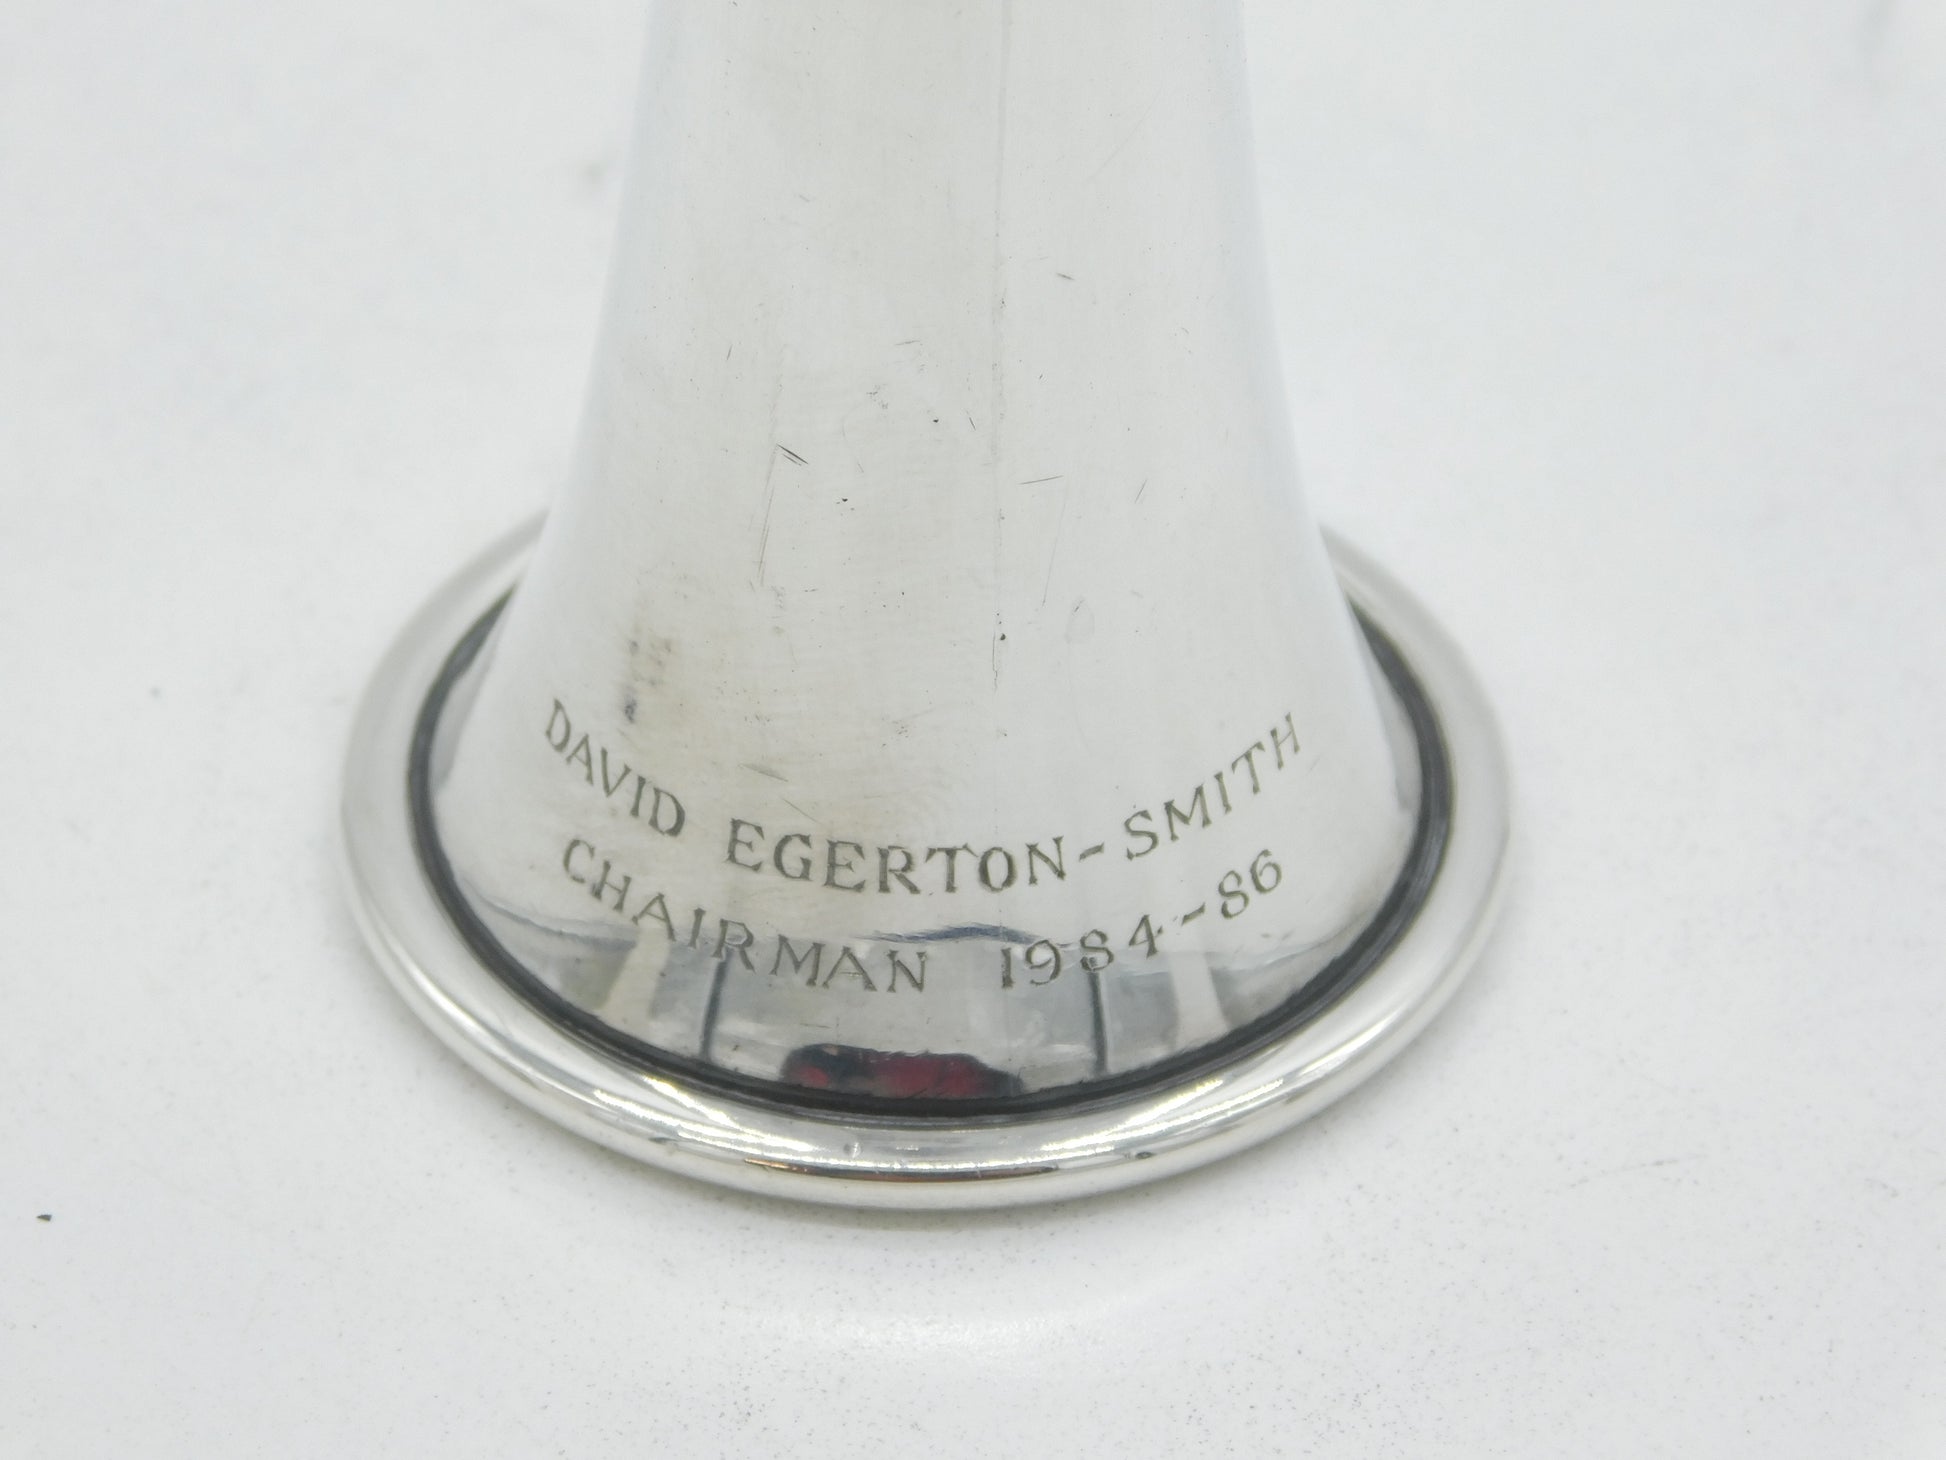 DAVID EGERTON-SMITH
CHAIRMAN 1984-86